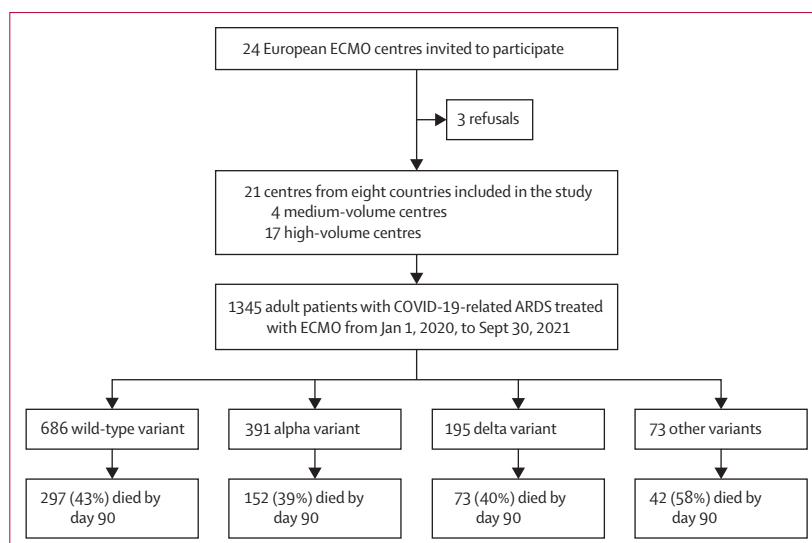 24 European ECMO centres invited to participate
3 refusals
21 centres from eight countries included in the study
4 medium-volume centres
17 high-volume centres
1345 adult patients with COVID-19-related ARDS treated
with ECMO from Jan 1, 2020, to Sept 30, 2021
686 wild-type variant
391 alpha variant
195 delta variant
73 other variants
297 (43%) died by
day 90
152 (39%) died by
day 90
73 (40%) died by
day 90
42 (58%) died by
day 90